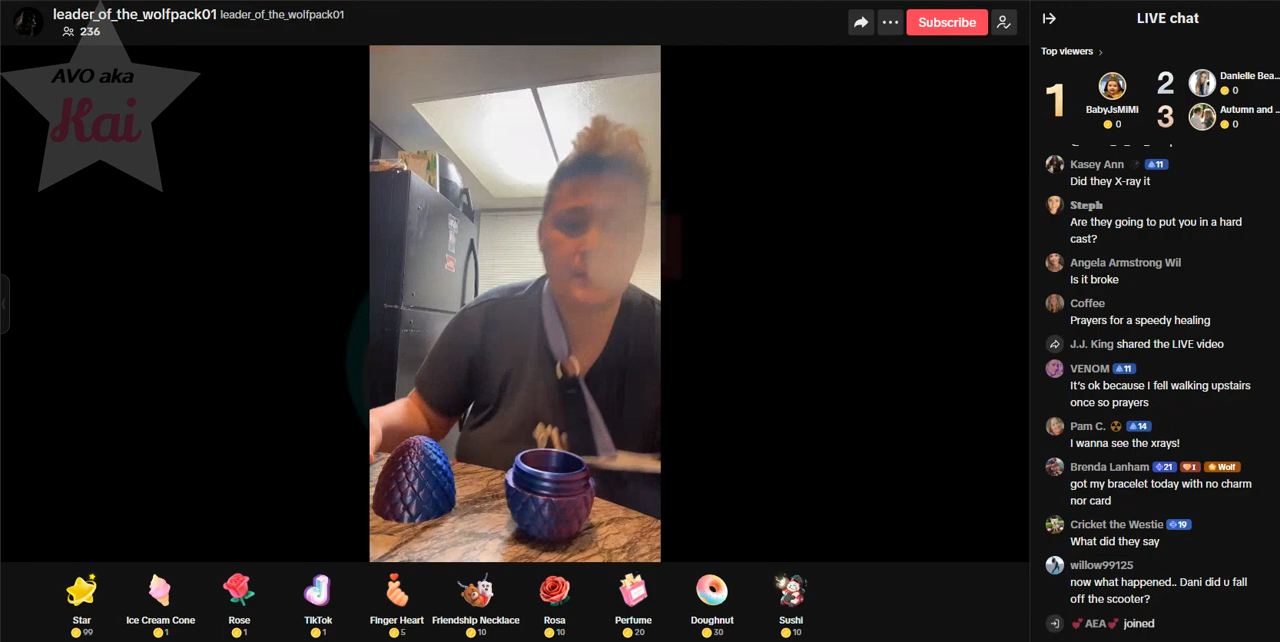 leader_of_the_wolfpack01 leader_of_the_wolfpack01
236
Subscribe
AVO aka
Kai
LIVE chat
Top viewers
1
BabyJsMiMi
0
2
Danielle Bea...
0
3
Autumn and ...
0
Kasey Ann 11
Did they X-ray it
Steph
Are they going to put you in a hard
cast?
Angela Armstrong Wil
Is it broke
Coffee
Prayers for a speedy healing
J.J. King shared the LIVE video
VENOM 11
It's ok because I fell walking upstairs
once so prayers
Pam C. 14
I wanna see the xrays!
Brenda Lanham 21 I Wolf
got my bracelet today with no charm
nor card
Cricket the Westie 19
What did they say
willow99125
now what happened.. Dani did u fall
off the scooter?
AEA joined
Star
99
Ice Cream Cone
1
Rose
1
TikTok
1
Finger Heart
5
Friendship Necklace
10
Rosa
10
Perfume
20
Doughnut
30
Sushi
10